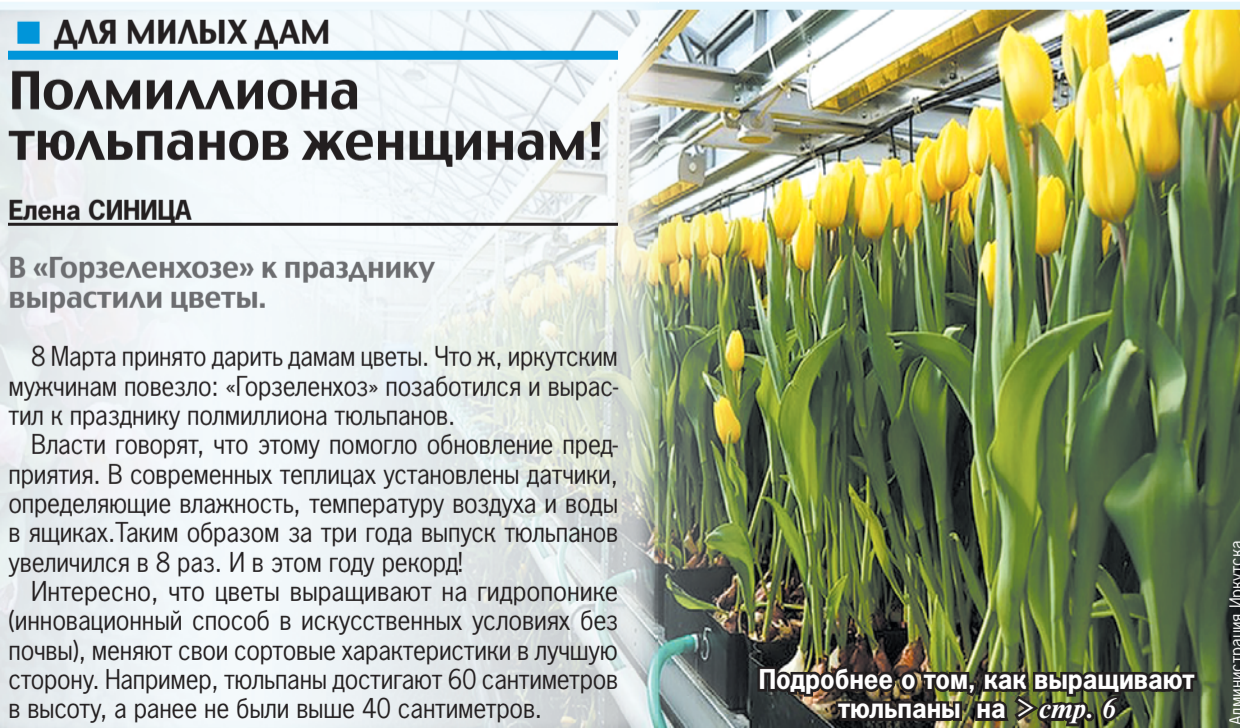 ДЛЯ МИЛЫХ ДАМ
Полмиллиона
тюльпанов женщинам!
Елена СИНИЦА
В «Горзеленхозе» к празднику
вырастили цветы.
8 Марта принято дарить дамам цветы. Что ж, иркутским
мужчинам повезло: «Горзеленхоз» позаботился и вырас-
тил к празднику полмиллиона тюльпанов.
Власти говорят, что этому помогло обновление пред-
приятия. В современных теплицах установлены датчики,
определяющие влажность, температуру воздуха и воды
в ящиках.Таким образом за три года выпуск тюльпанов
увеличился в 8 раз. И в этом году рекорд!
Интересно, что цветы выращивают на гидропонике
(инновационный способ в искусственных условиях без
почвы), меняют свои сортовые характеристики в лучшую
сторону. Например, тюльпаны достигают 60 сантиметров
в высоту, а ранее не были выше 40 сантиметров.
Подробнее о том, как выращивают
тюльпаны на > стр. 6
Администрация Иркутска